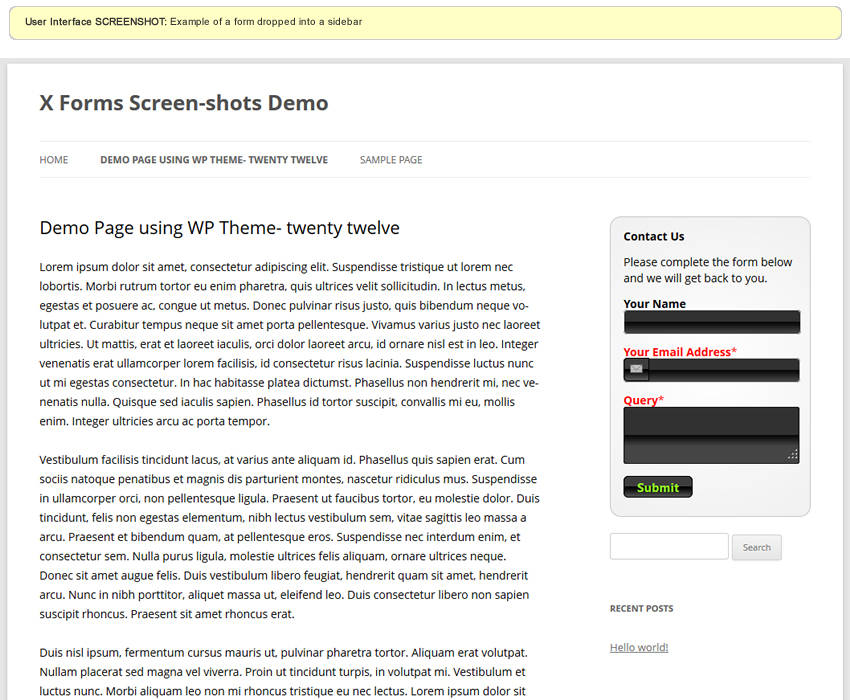 User Interface SCREENSHOT: Example of a form dropped into a sidebar
X Forms Screen-shots Demo
HOME
DEMO PAGE USING WP THEME- TWENTY TWELVE
SAMPLE PAGE
Demo Page using WP Theme- twenty twelve
Lorem ipsum dolor sit amet, consectetur adipiscing elit. Suspendisse tristique ut lorem nec
lobortis. Morbi rutrum tortor eu enim pharetra, quis ultrices velit sollicitudin. In lectus metus,
egestas et posuere ac, congue ut metus. Donec pulvinar risus justo, quis bibendum neque vo-
lutpat et. Curabitur tempus neque sit amet porta pellentesque. Vivamus varius justo nec laoreet
ultricies. Ut mattis, erat et laoreet iaculis, orci dolor laoreet arcu, id ornare nisl est in leo. Integer
venenatis erat ullamcorper lorem facilisis, id consectetur risus lacinia. Suspendisse luctus nunc
ut mi egestas consectetur. In hac habitasse platea dictumst. Phasellus non hendrerit mi, nec ve-
nenatis nulla. Quisque sed iaculis sapien. Phasellus id tortor suscipit, convallis mi eu, mollis
enim. Integer ultricies arcu ac porta tempor.
Vestibulum facilisis tincidunt lacus, at varius ante aliquam id. Phasellus quis sapien erat. Cum
sociis natoque penatibus et magnis dis parturient montes, nascetur ridiculus mus. Suspendisse
in ullamcorper orci, non pellentesque ligula. Praesent ut faucibus tortor, eu molestie dolor. Duis
tincidunt, felis non egestas elementum, nibh lectus vestibulum sem, vitae sagittis leo massa a
arcu. Praesent et bibendum quam, at pellentesque eros. Suspendisse nec interdum enim, et
consectetur sem. Nulla purus ligula, molestie ultrices felis aliquam, ornare ultrices neque.
Donec sit amet augue felis. Duis vestibulum libero feugiat, hendrerit quam sit amet, hendrerit
arcu. Nunc in nibh porttitor, aliquet massa ut, eleifend leo. Duis consectetur libero non sapien
suscipit rhoncus. Praesent sit amet rhoncus erat.
Duis nisl ipsum, fermentum cursus mauris ut, pulvinar pharetra tortor. Aliquam erat volutpat.
Nullam placerat sed magna vel viverra. Proin ut tincidunt turpis, in volutpat mi. Vestibulum et
luctus nunc. Morbi aliquam leo non mi rhoncus tristique eu nec lectus. Lorem ipsum dolor sit
Contact Us
Please complete the form below
and we will get back to you.
Your Name
Your Email Address*
Query*
Submit
Search
RECENT POSTS
Hello world!